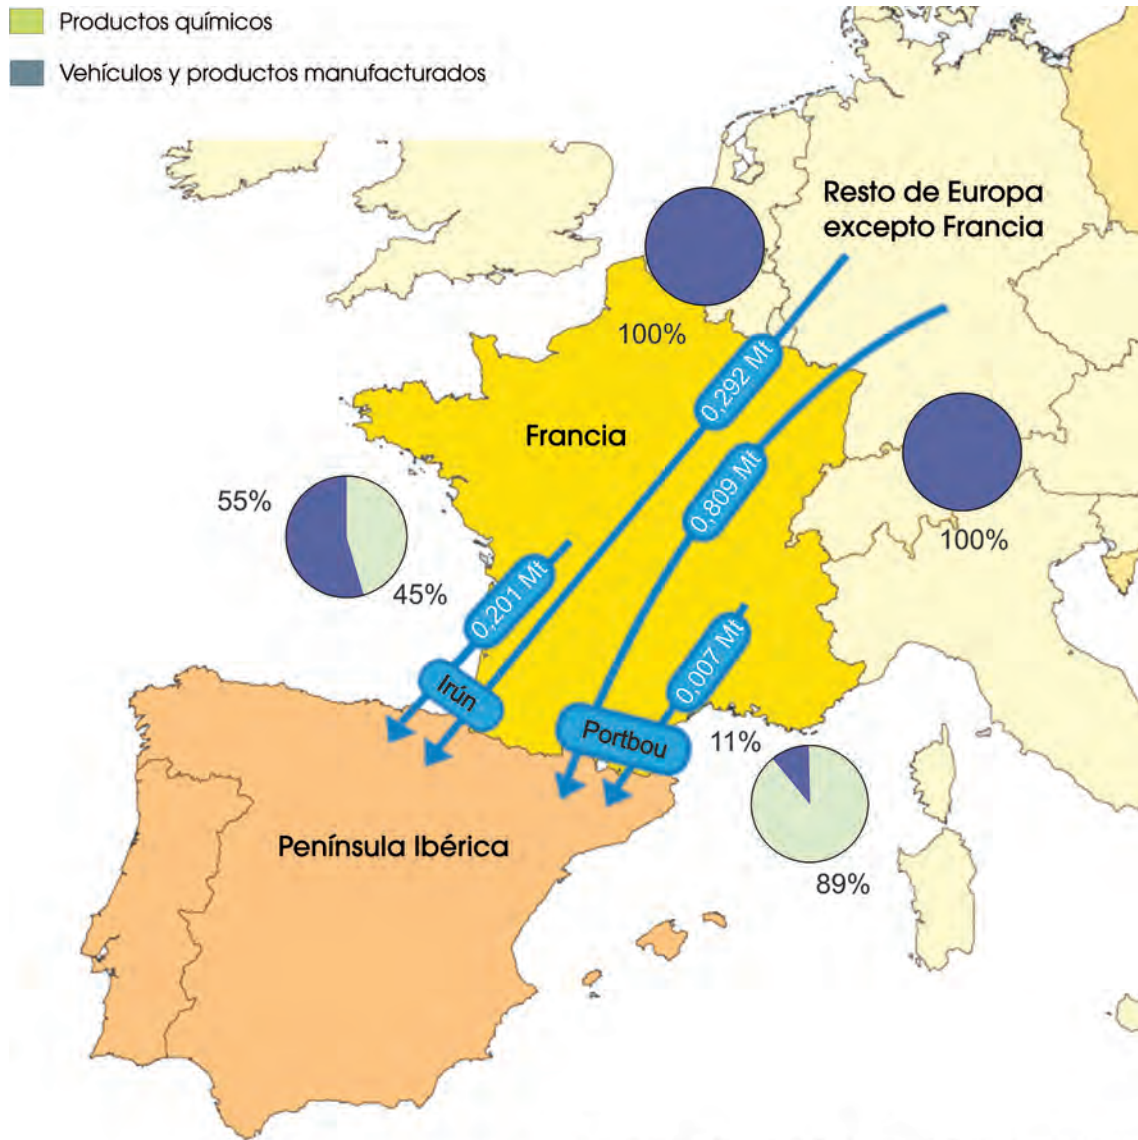 Productos químicos
Vehículos y productos manufacturados
Resto de Europa
excepto Francia
100%
0,292 Mt
Francia
0,809 Mt
55%
45%
100%
0,201 Mt
0,007 Mt
Irún
Portbou
11%
89%
Península Ibérica